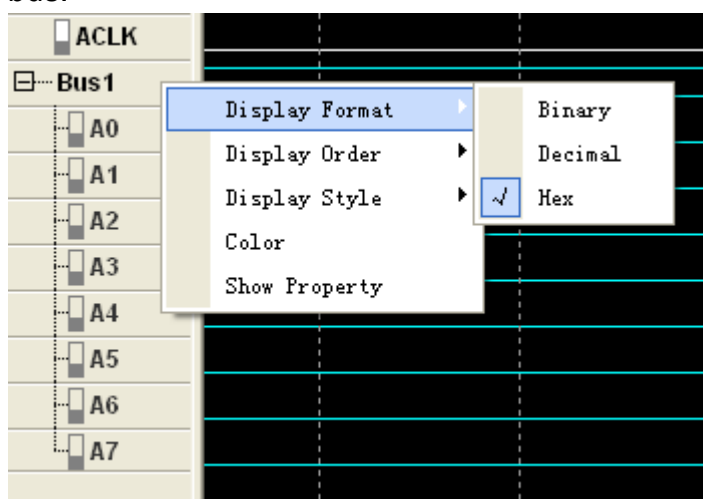 ACLK
Bus1
A0
A1
A2
A3
A4
A5
A6
A7
Display Format
Display Order
Display Style
Color
Show Property
Binary
Decimal
Hex